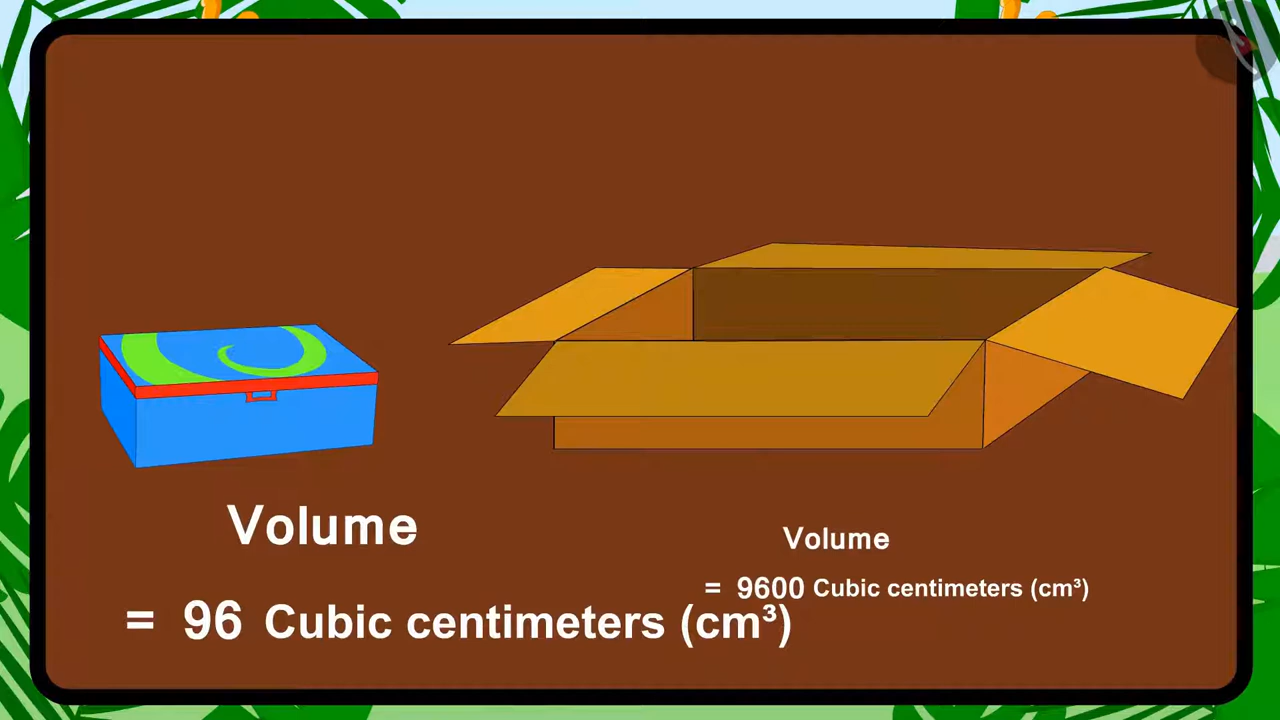 Volume
= 96 Cubic centimeters (cm³)
Volume
= 9600 Cubic centimeters (cm³)